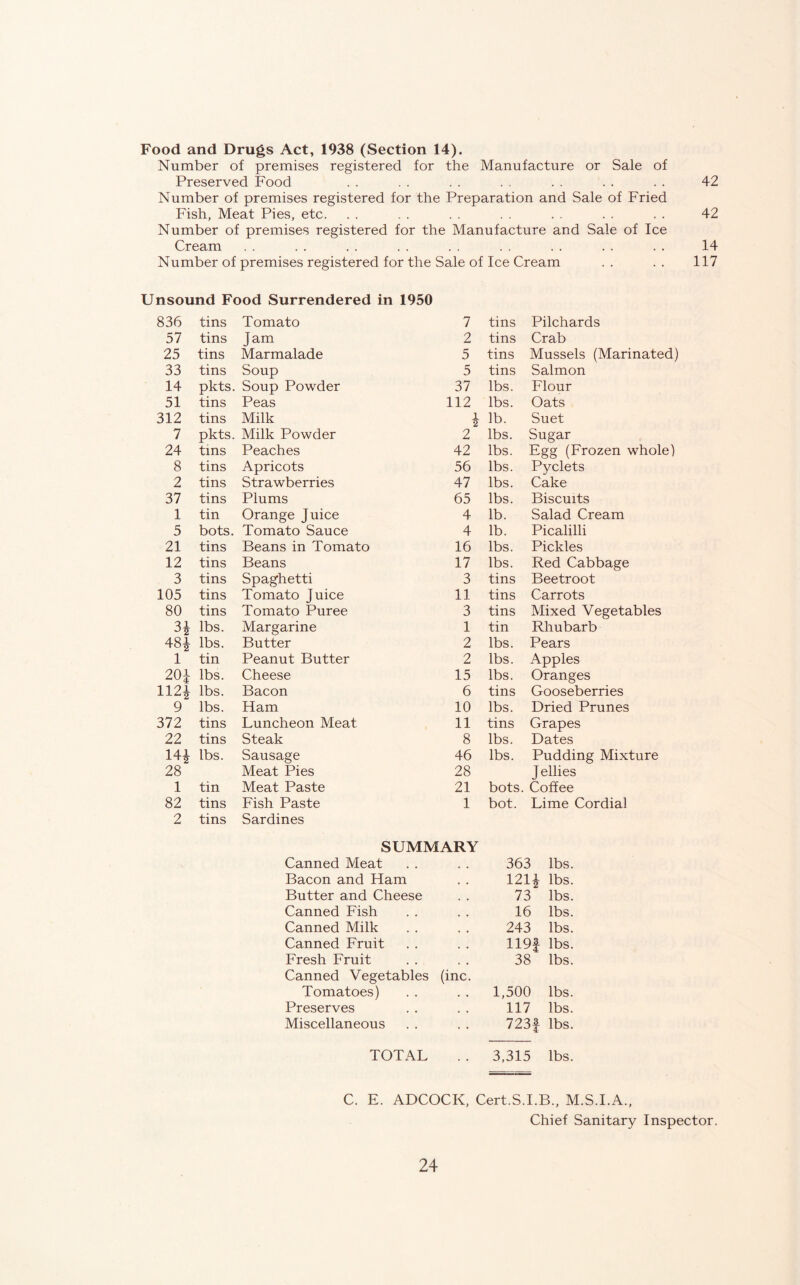 Food and Drugs Act, 1938 (Section 14).
Number of premises registered for the Manufacture or Sale of
Preserved Food . . . . . . . . . . . . . . 42
Number of premises registered for the Preparation and Sale of Fried
Fish, Meat Pies, etc. . . . . . . . . . . . . . . 42
Number of premises registered for the Manufacture and Sale of Ice
Cream . . . . . . . . . . . . . . . . . . 14
Number of premises registered for the Sale of Ice Cream . . . . 117
Unsound Food Surrendered in 1950
836 tins Tomato
57 tins Jam
25 tins Marmalade
33 tins Soup
14 pkts. Soup Powder
51 tins Peas
312 tins Milk
7 pkts. Milk Powder
24 tins Peaches
8 tins Apricots
2 tins Strawberries
37 tins Plums
1 tin Orange Juice
5 bots. Tomato Sauce
21 tins Beans in Tomato
12 tins Beans
3 tins Spaghetti
105 tins Tomato Juice
80 tins Tomato Puree
3½ lbs. Margarine
48½ lbs. Butter
1 tin Peanut Butter
20¼ lbs. Cheese
112½ lbs. Bacon
9 lbs. Ham
372 tins Luncheon Meat
22 tins Steak
14½ lbs. Sausage
28 Meat Pies
1 tin Meat Paste
82 tins Fish Paste
2 tins Sardines
7 tins Pilchards
2 tins Crab
5 tins Mussels (Marinated)
5 tins Salmon
37 lbs. Flour
112 lbs. Oats
½ lb. Suet
2 lbs. Sugar
42 lbs. Egg (Frozen whole)
56 lbs. Pyclets
47 lbs. Cake
65 lbs. Biscuits
4 lb. Salad Cream
4 lb. Picalilli
16 lbs. Pickles
17 lbs. Red Cabbage
3 tins Beetroot
11 tins Carrots
3 tins Mixed Vegetables
1 tin Rhubarb
2 lbs. Pears
2 lbs. Apples
15 lbs. Oranges
6 tins Gooseberries
10 lbs. Dried Prunes
11 tins Grapes
8 lbs. Dates
46 lbs. Pudding Mixture
28 Jellies
21 bots. Coffee
1 bot. Lime Cordial
SUMMARY
Canned Meat . . . . 363 lbs.
Bacon and Ham . . 121½ lbs.
Butter and Cheese . . 73 lbs.
Canned Fish . . . . 16 lbs.
Canned Milk . . . . 243 lbs.
Canned Fruit . . . . 119¾ lbs.
Fresh Fruit . . . . 38 lbs.
Canned Vegetables (inc.
Tomatoes) . . . . 1,500 lbs.
Preserves . . . . 117 lbs.
Miscellaneous . . . . 723¾ lbs.
TOTAL . . 3,315 lbs.
C. E. ADCOCK, Cert.S.I.B., M.S.I.A.,
Chief Sanitary Inspector.
24